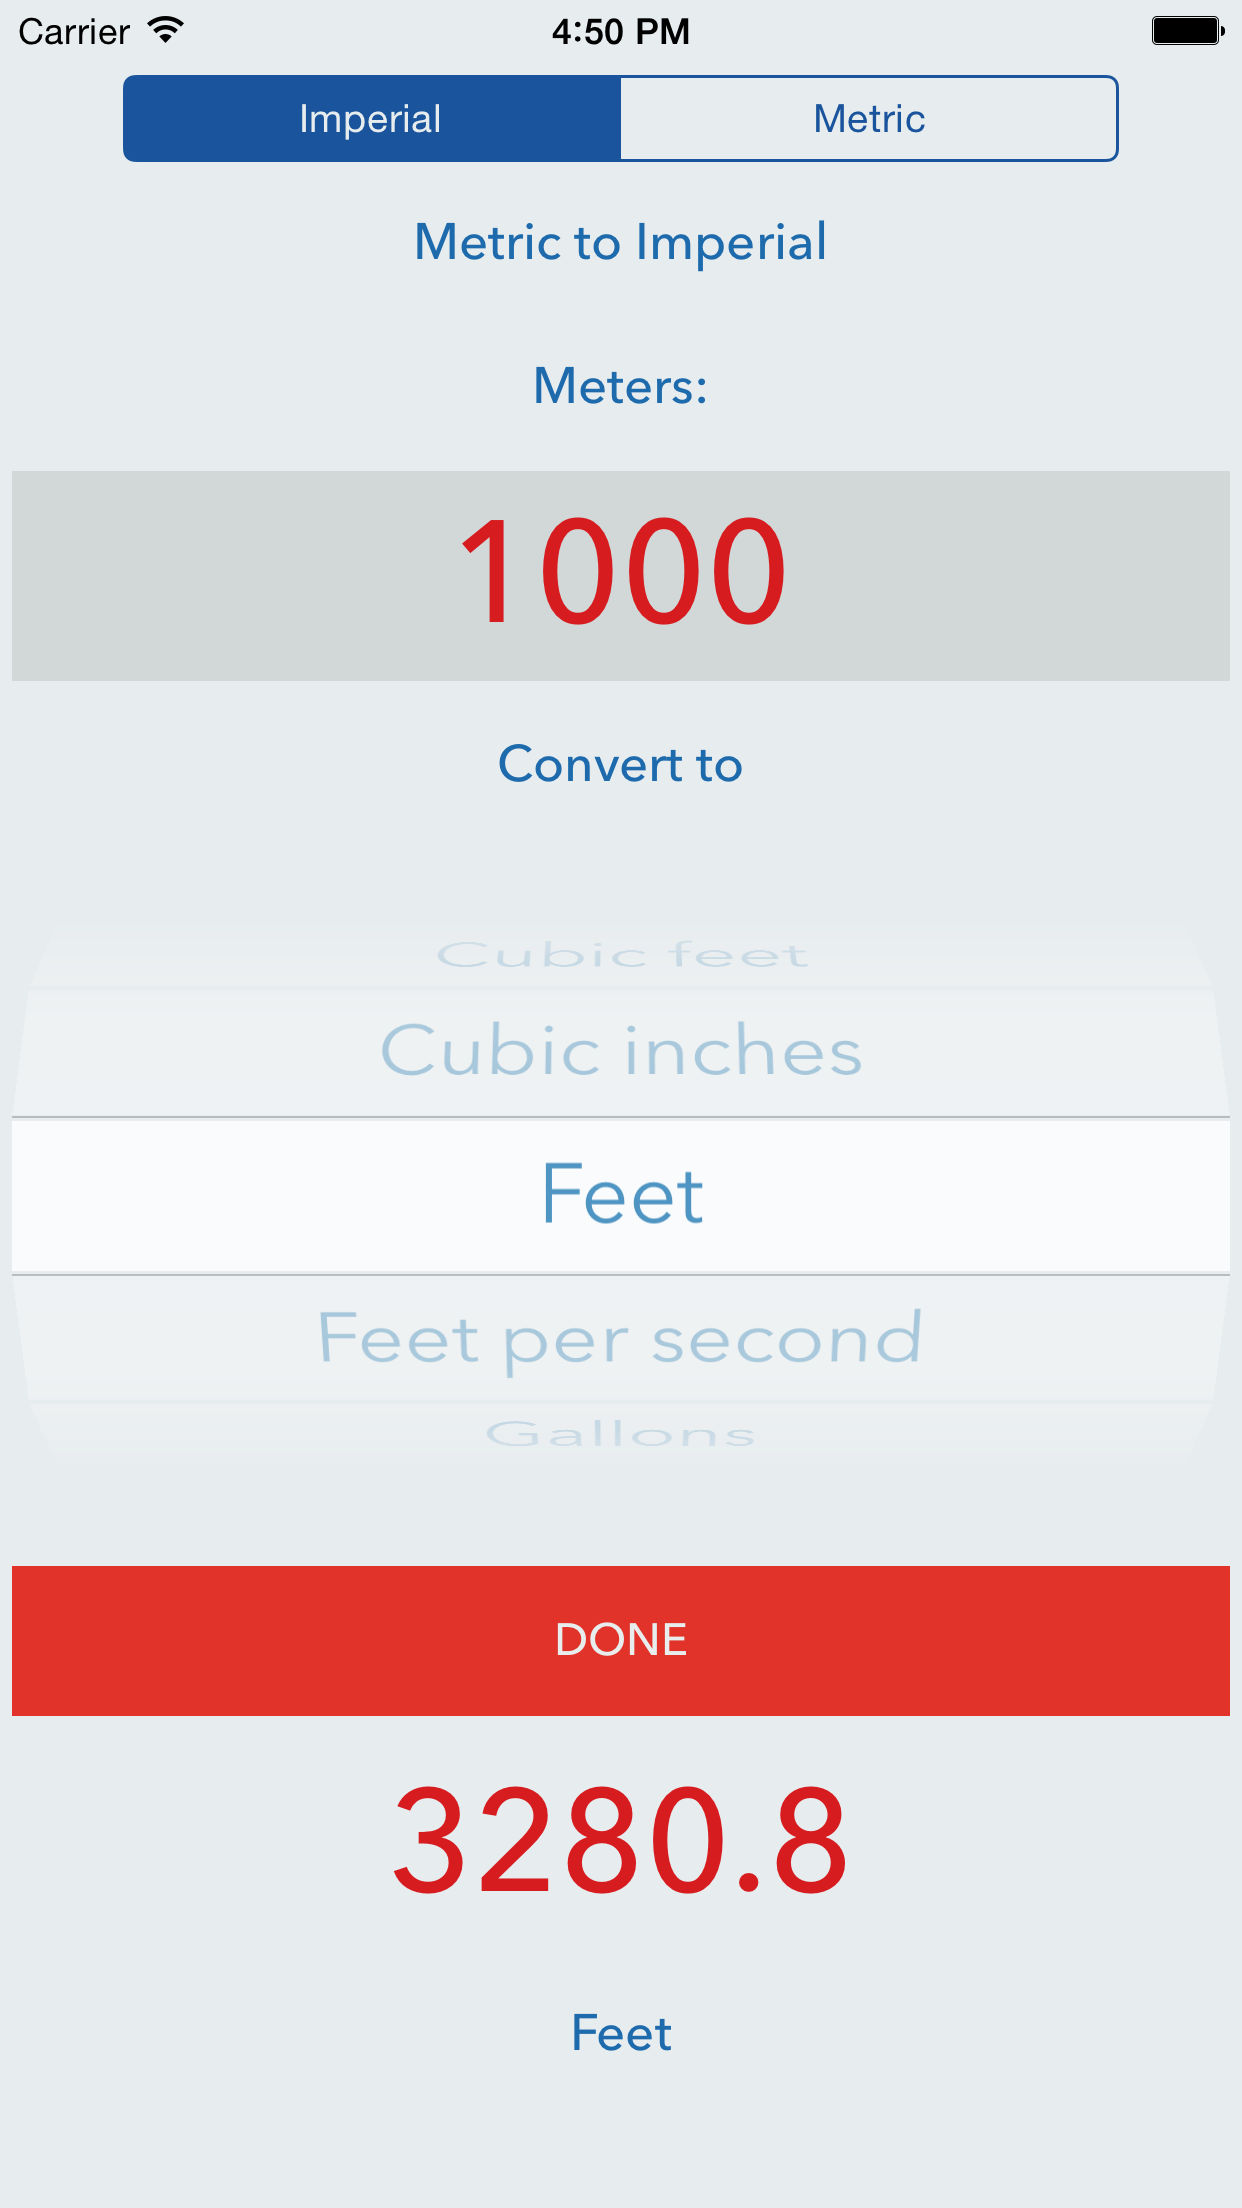 Carrier 4:50 PM
Imperial Metric
Metric to Imperial
Meters:
1000
Convert to
Cubic feet
Cubic inches
Feet
Feet per second
Gallons
DONE
3280.8
Feet